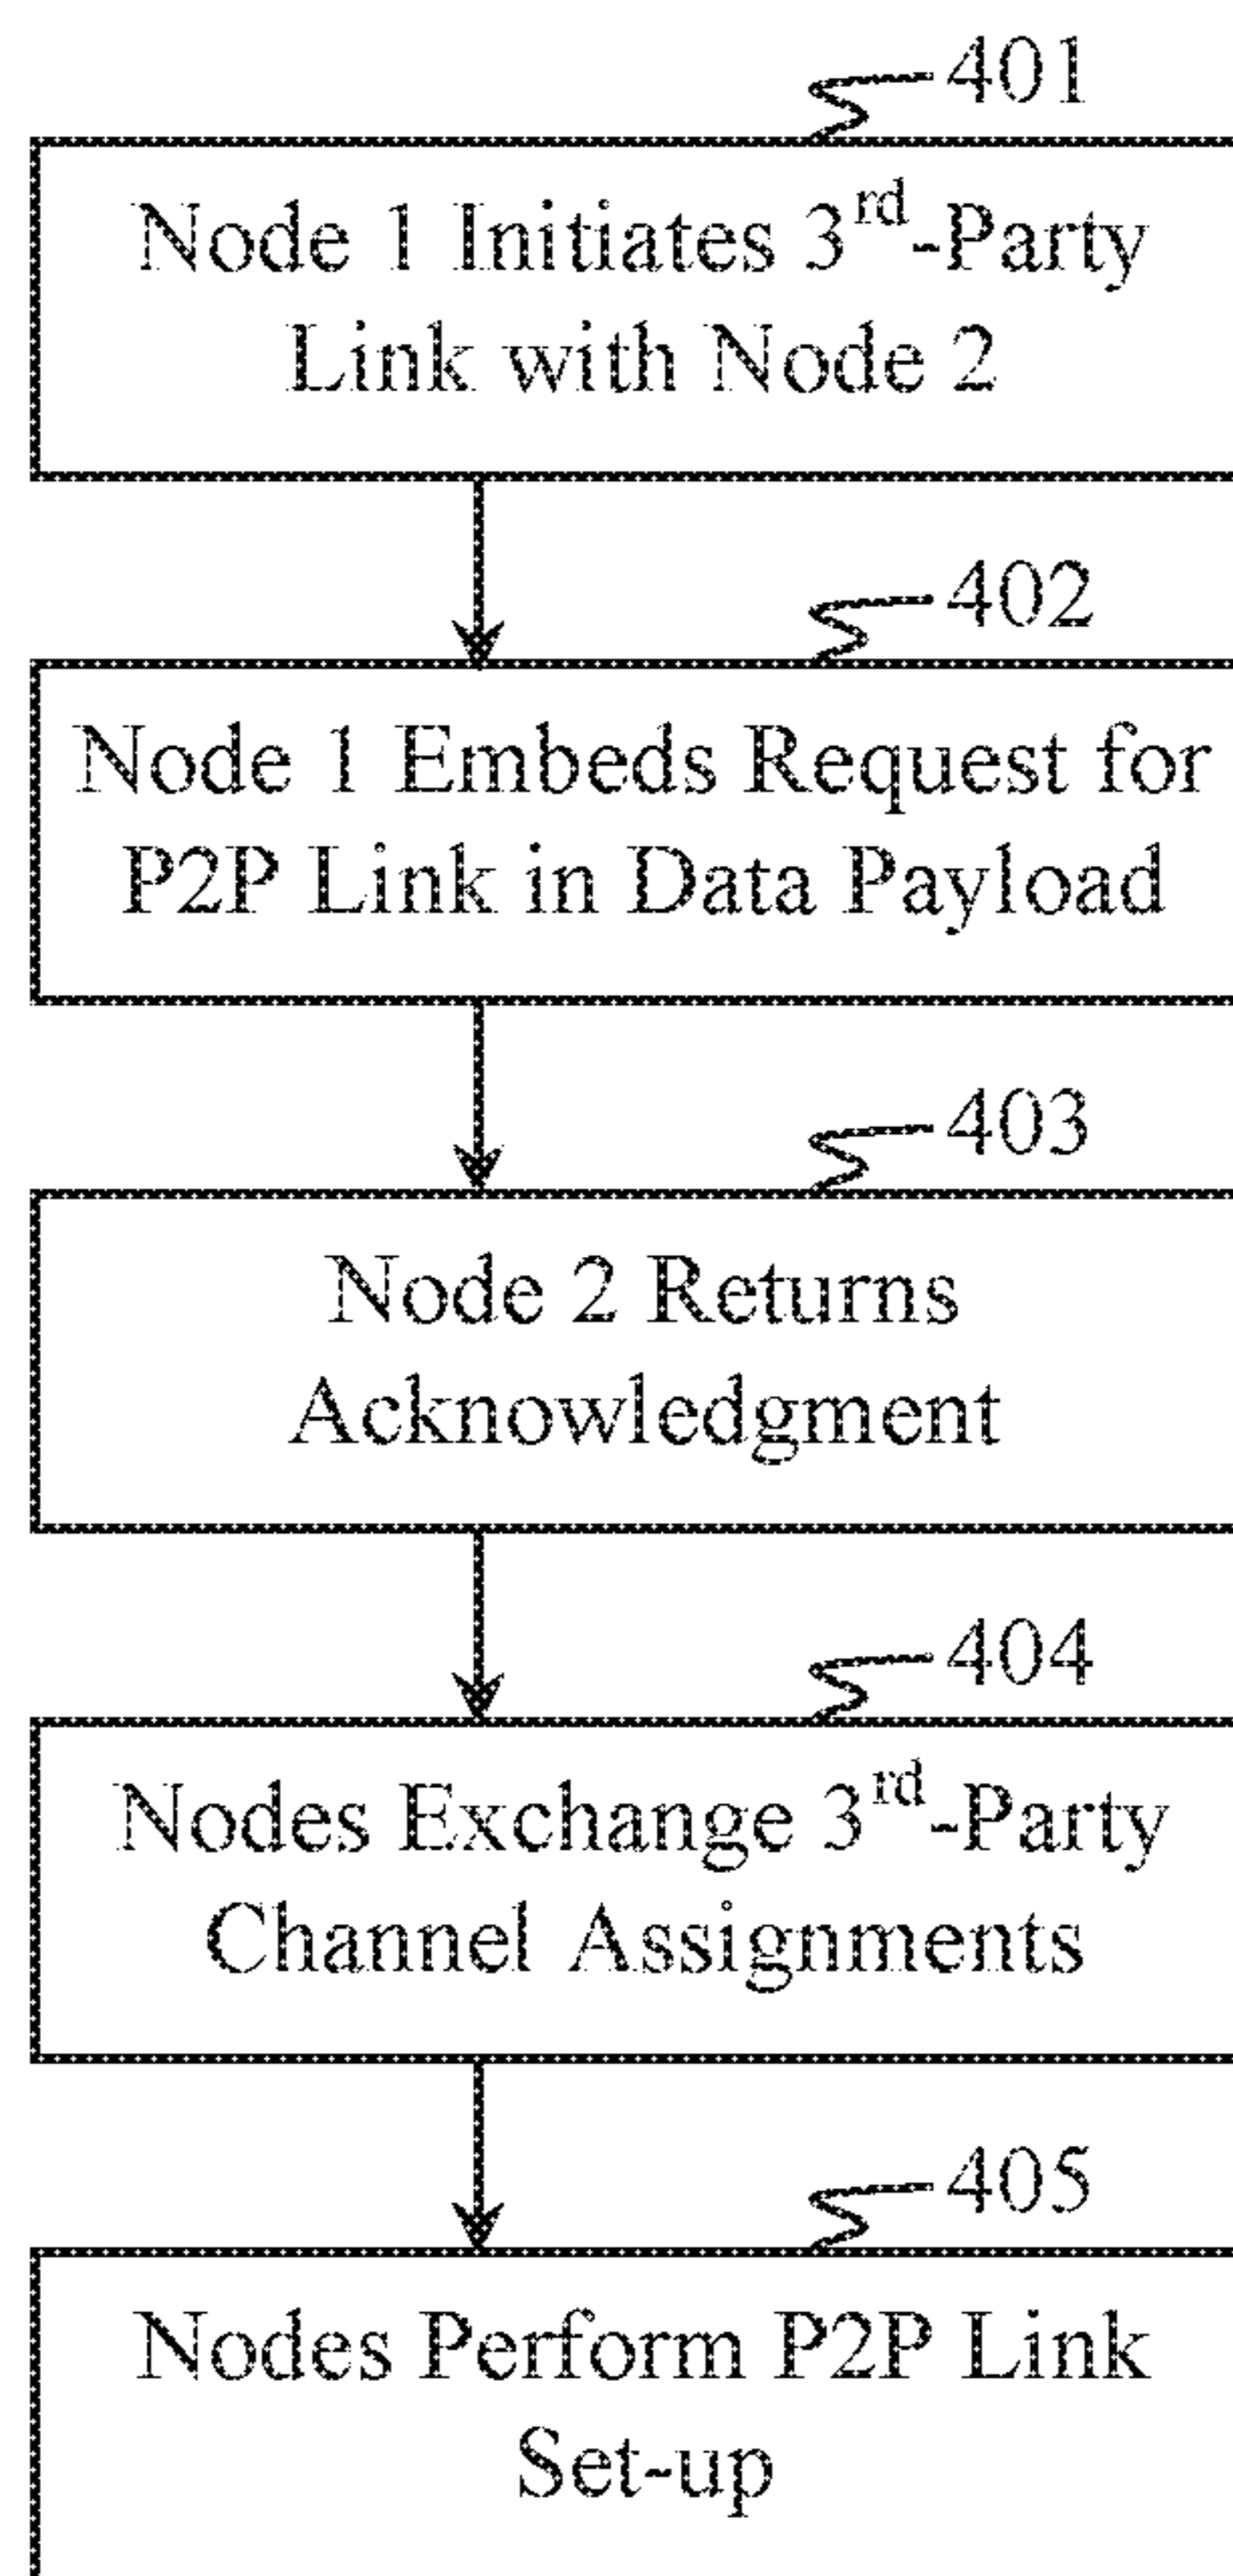 401
Node 1 Initiates 3rd-Party
Link with Node 2
402
Node 1 Embeds Request for
P2P Link in Data Payload
403
Node 2 Returns
Acknowledgment
404
Nodes Exchange 3rd-Party
Channel Assignments
405
Nodes Perform P2P Link
Set-up